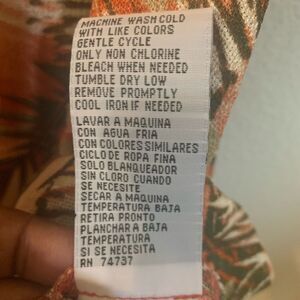 MACHINE WASH COLD
WITH LIKE COLORS
GENTLE CYCLE
ONLY NON CHLORINE
BLEACH WHEN NEEDED
TUMBLE DRY LOW
REMOVE PROMPTLY
COOL IRON IF NEEDED
LAVAR A MAQUINA
CON AGUA FRIA
CON COLORES SIMILARES
CICLO DE ROPA FINA
SOLO BLANQUEADOR
SIN CLORO CUANDO
SE NECESITE
SECAR A MAQUINA
TEMPERATURA BAJA
RETIRA PRONTO
PLANCHAR A BAJA
TEMPERATURA
SI SE NECESITA
RN 74737